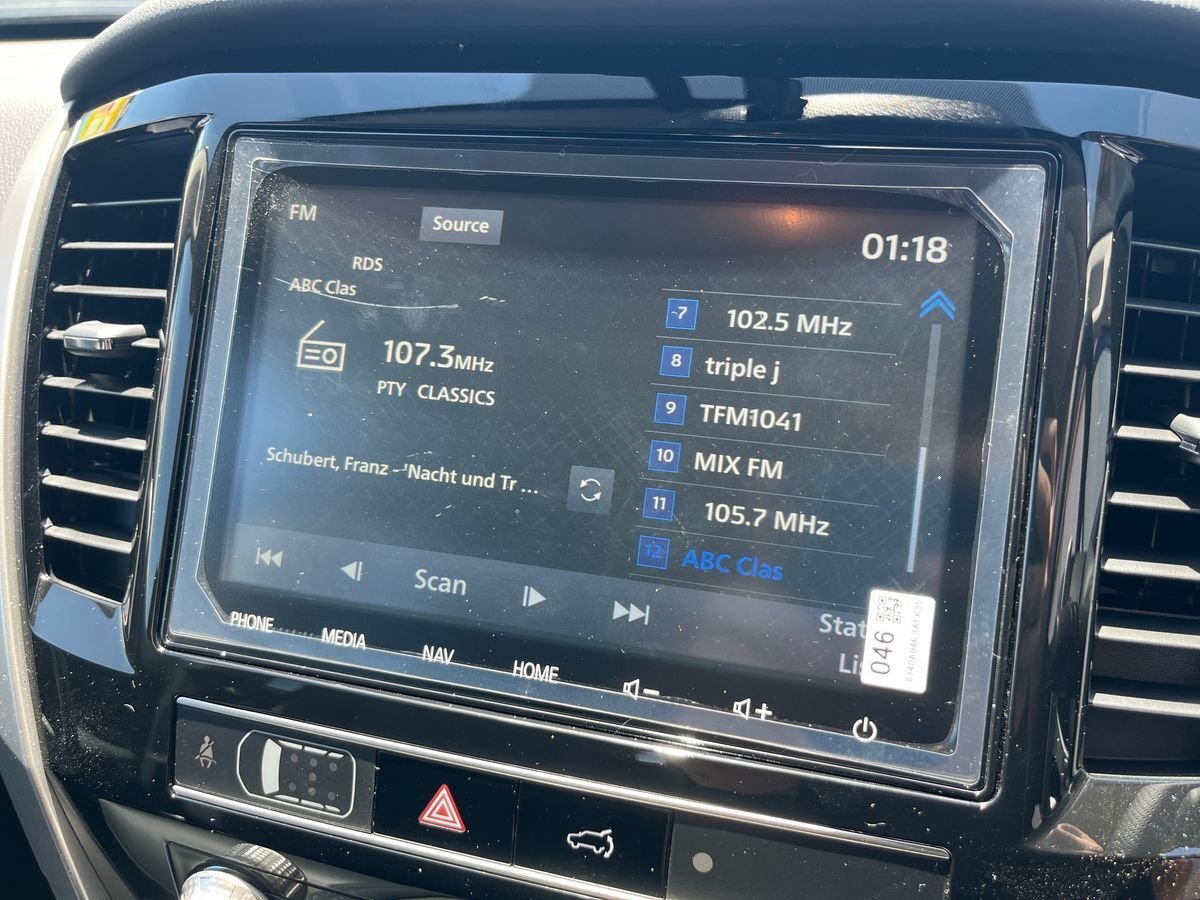 FM
Source
01:18
RDS
ABC Clas
107.3MHz
PTY CLASSICS
Schubert, Franz - 'Nacht und Tr ...
7 102.5 MHz
8 triple j
9 TFM1041
10 MIX FM
11 105.7 MHz
12 ABC Clas
Scan
Stat
Li
046
PHONE
MEDIA
NAV
HOME